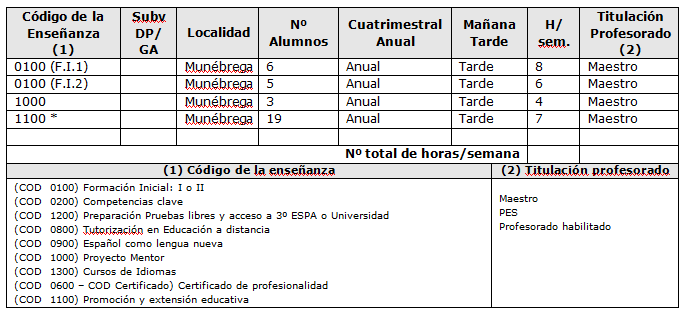 Código de la Enseñanza (1) Subv DP/ GA Localidad Nº Alumnos Cuatrimestral Anual Mañana Tarde H/ sem. Titulación Profesorado (2)
0100 (F.I.1) Munébrega 6 Anual Tarde 8 Maestro
0100 (F.I.2) Munébrega 5 Anual Tarde 6 Maestro
1000 Munébrega 3 Anual Tarde 4 Maestro
1100 * Munébrega 19 Anual Tarde 7 Maestro
Nº total de horas/semana
(1) Código de la enseñanza (2) Titulación profesorado
(COD 0100) Formación Inicial: I o II
(COD 0200) Competencias clave
(COD 1200) Preparación Pruebas libres y acceso a 3º ESPA o Universidad
(COD 0800) Tutorización en Educación a distancia
(COD 0900) Español como lengua nueva
(COD 1000) Proyecto Mentor
(COD 1300) Cursos de Idiomas
(COD 0600 – COD Certificado) Certificado de profesionalidad
(COD 1100) Promoción y extensión educativa
Maestro
PES
Profesorado habilitado